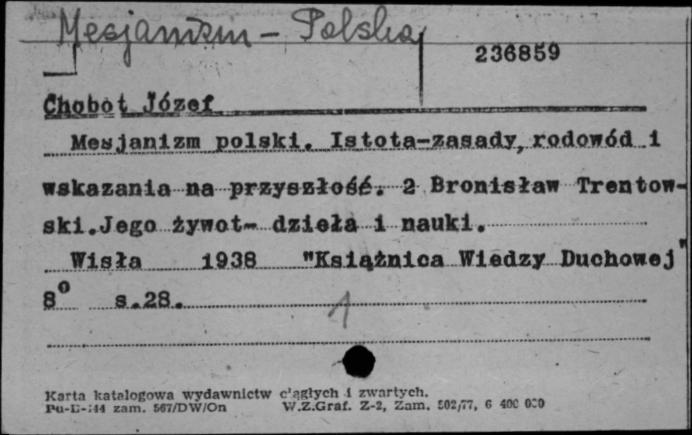 Mesjanizm - Polska
236859
Chobot Józef
Mesjanizm polski. Istota-zasady, rodowód i
wskazania na przyszłość. 2 Bronisław Trentow-
ski. Jego żywot- dzieła i nauki.
Wisła 1938 "Książnica Wiedzy Duchowej"
8° s.28.
1
Karta katalogowa wydawnictw ciągłych i zwartych.
Pu-E-144 zam. 567/DW/On W.Z.Graf. Z-2, Zam. 502/77, 6 400 000